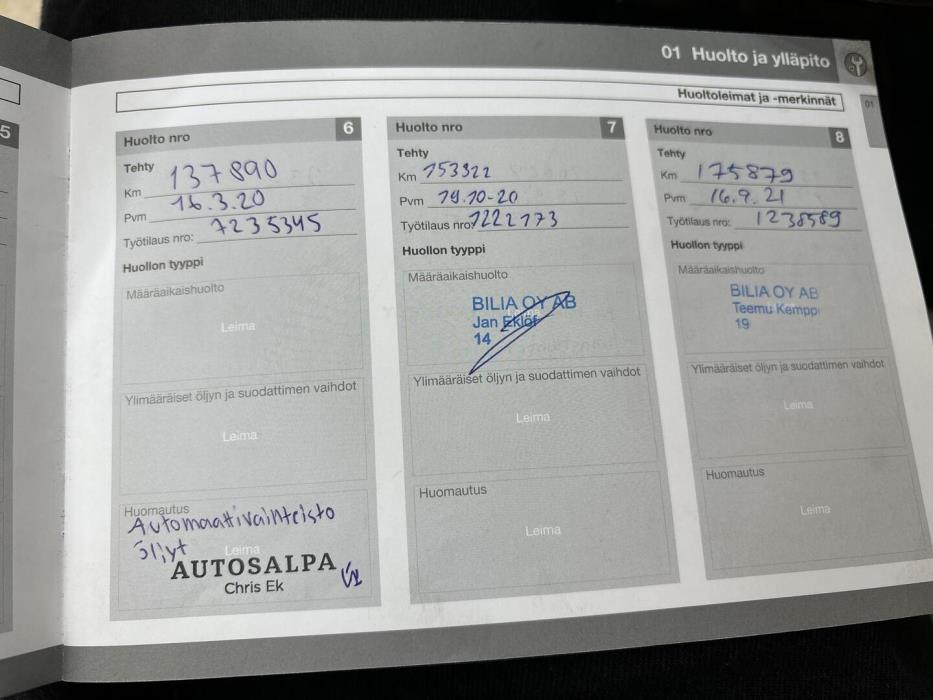 01 Huolto ja ylläpito
Huoltoleimat ja -merkinnät
01
5
Huolto nro 6
Tehty
Km 137890
Pvm 16.3.20
Työtilaus nro: 7235345
Huollon tyyppi
Määräaikaishuolto
Leima
Ylimääräiset öljyn ja suodattimen vaihdot
Leima
Huomautus
Automaattivaihteisto
Leima
öljyt
AUTOSALPA
Chris Ek
Huolto nro 7
Tehty
Km 153322
Pvm 19.10-20
Työtilaus nro: 1222173
Huollon tyyppi
Määräaikaishuolto
BILIA OY AB
Jan Eklöf
14
Ylimääräiset öljyn ja suodattimen vaihdot
Leima
Huomautus
Leima
Huolto nro 8
Tehty
Km 175879
Pvm 16.9.21
Työtilaus nro: 1238589
Huollon tyyppi
Määräaikaishuolto
BILIA OY AB
Teemu Kemppi
19
Ylimääräiset öljyn ja suodattimen vaihdot
Leima
Huomautus
Leima